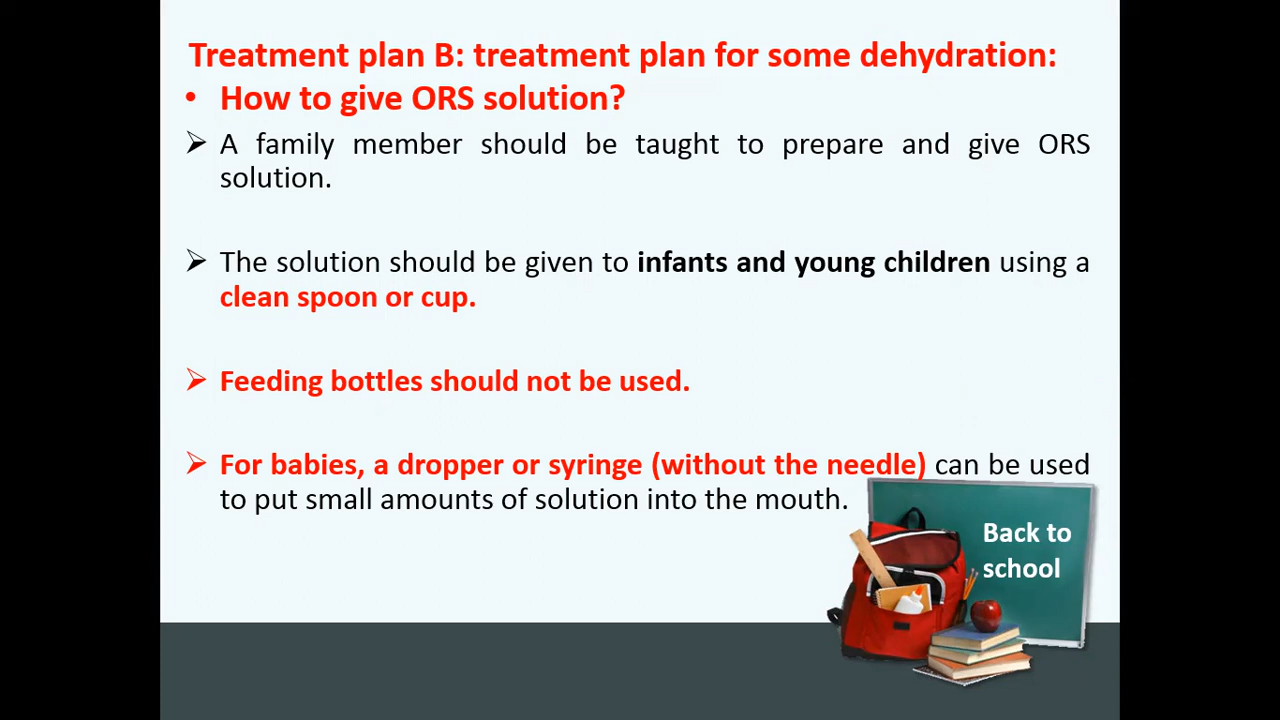 Treatment plan B: treatment plan for some dehydration:
• How to give ORS solution?
➢ A family member should be taught to prepare and give ORS
solution.
➢ The solution should be given to infants and young children using a
clean spoon or cup.
➢ Feeding bottles should not be used.
➢ For babies, a dropper or syringe (without the needle) can be used
to put small amounts of solution into the mouth.
Back to
school